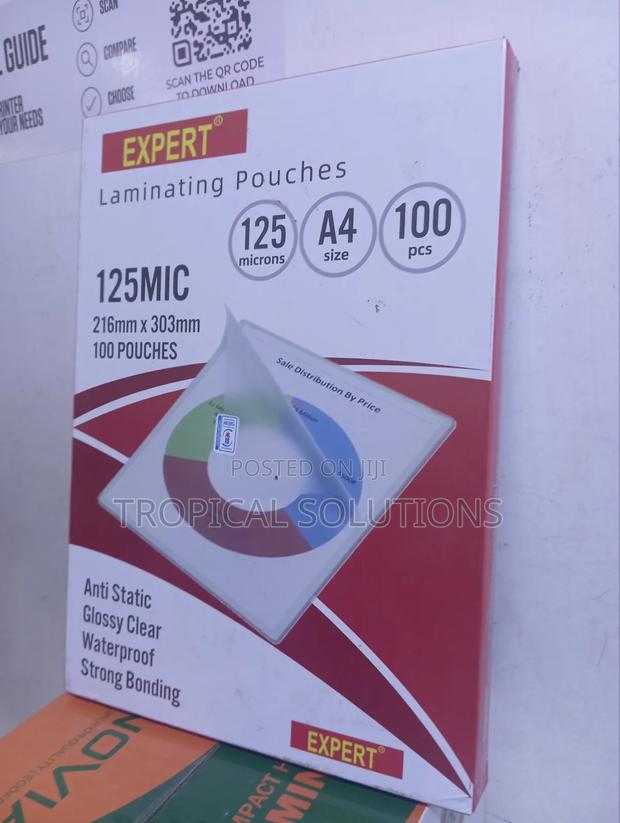 GUIDE
SCAN
COMPARE
CHOOSE
YOUR NEEDS
SCAN THE QR CODE
TO DOWNLOAD
EXPERT®
Laminating Pouches
125
microns
A4
size
100
pcs
125MIC
216mm x 303mm
100 POUCHES
Sale Distribution By Price
POSTED ON JIJI
TROPICAL SOLUTIONS
Anti Static
Glossy Clear
Waterproof
Strong Bonding
EXPERT®